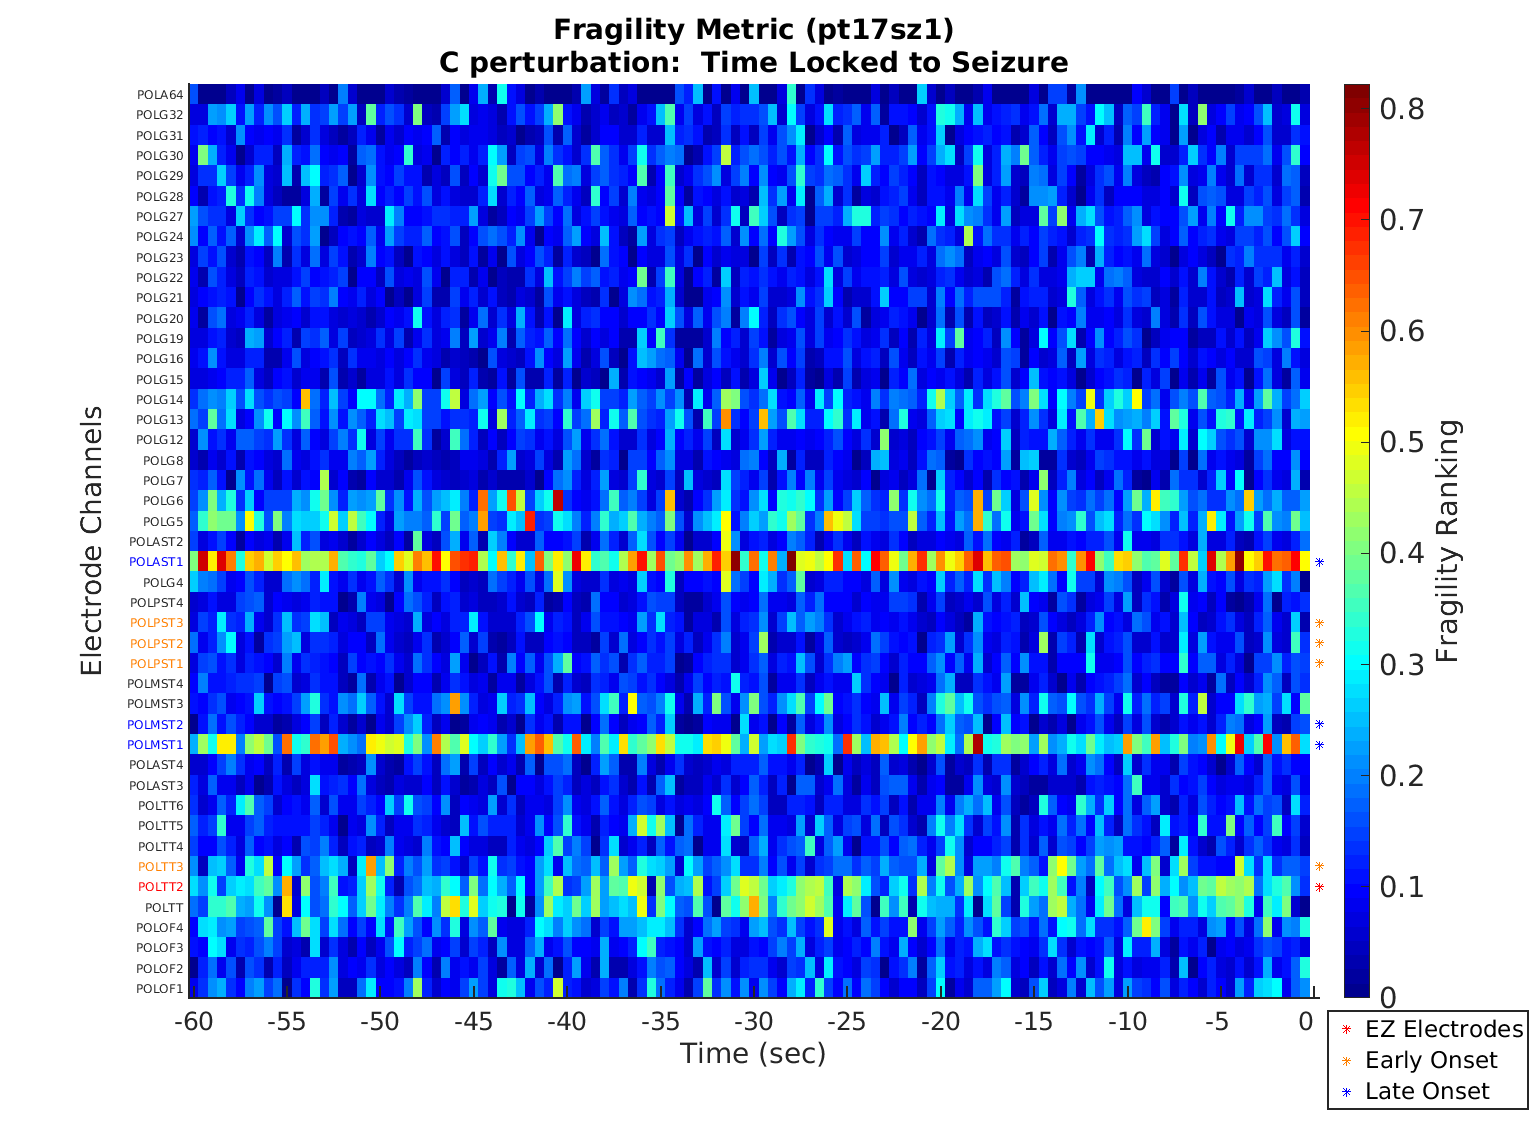 Fragility Metric (pt17sz1)
C perturbation:  Time Locked to Seizure
Electrode Channels
POLA64
POLG32
POLG31
POLG30
POLG29
POLG28
POLG27
POLG24
POLG23
POLG22
POLG21
POLG20
POLG19
POLG16
POLG15
POLG14
POLG13
POLG12
POLG8
POLG7
POLG6
POLG5
POLAST2
POLAST1
POLG4
POLPST4
POLPST3
POLPST2
POLPST1
POLMST4
POLMST3
POLMST2
POLMST1
POLAST4
POLAST3
POLTT6
POLTT5
POLTT4
POLTT3
POLTT2
POLTT
POLOF4
POLOF3
POLOF2
POLOF1
-60 -55 -50 -45 -40 -35 -30 -25 -20 -15 -10 -5 0
Time (sec)
0.8
0.7
0.6
0.5
0.4
0.3
0.2
0.1
0
Fragility Ranking
EZ Electrodes
Early Onset
Late Onset